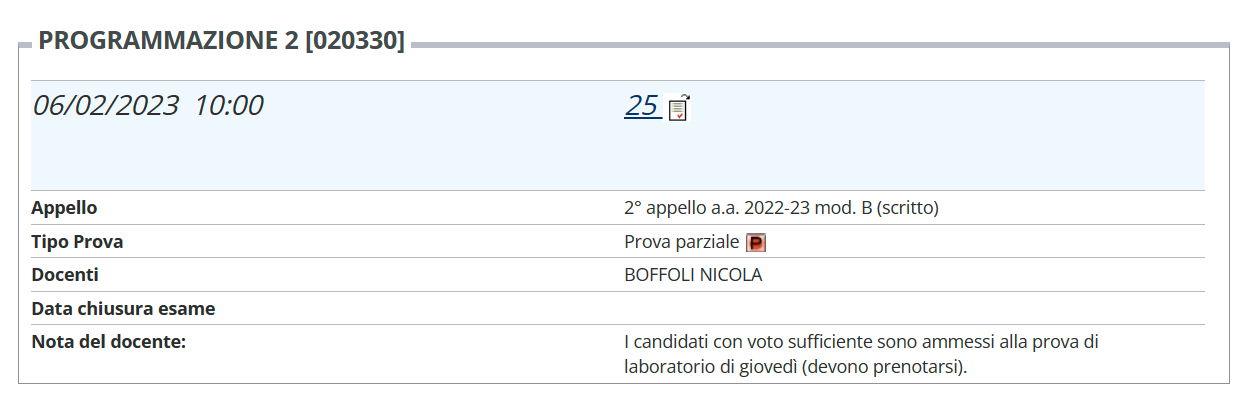 PROGRAMMAZIONE 2 [020330]
06/02/2023 10:00 25
Appello 2° appello a.a. 2022-23 mod. B (scritto)
Tipo Prova Prova parziale P
Docenti BOFFOLI NICOLA
Data chiusura esame
Nota del docente: I candidati con voto sufficiente sono ammessi alla prova di
laboratorio di giovedì (devono prenotarsi).